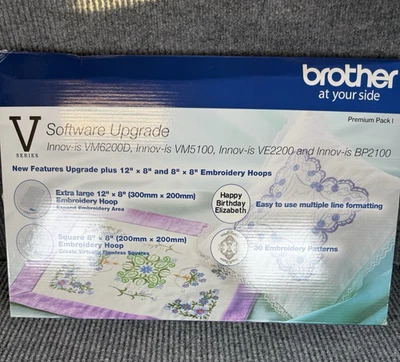 brother
at your side
Premium Pack I
V
SERIES
Software Upgrade
Innov-is VM6200D, Innov-is VM5100, Innov-is VE2200 and Innov-is BP2100
New Features Upgrade plus 12" × 8" and 8" × 8" Embroidery Hoops
Extra large 12" × 8" (300mm × 200mm)
Embroidery Hoop
Expand Embroidery Area
Happy
Birthday
Elizabeth
Easy to use multiple line formatting
Square 8" × 8" (200mm × 200mm)
Embroidery Hoop
Create Virtually Flawless Squares
30 Embroidery Patterns